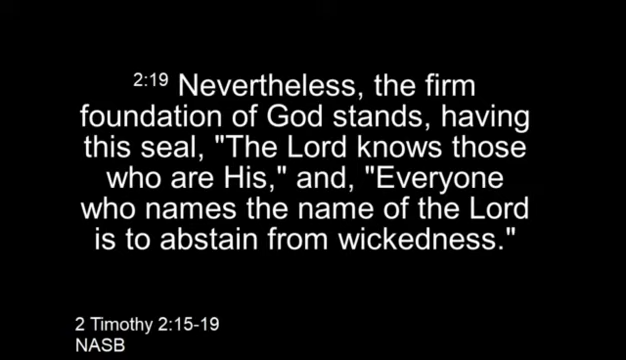 2:19 Nevertheless, the firm
foundation of God stands, having
this seal, "The Lord knows those
who are His," and, "Everyone
who names the name of the Lord
is to abstain from wickedness."
2 Timothy 2:15-19
NASB